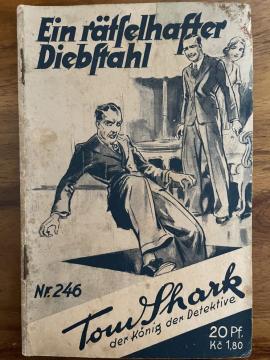 Ein rätselhafter
Diebstahl
Nr. 246
Tom Shark
der König der Detektive
20 Pf.
Kč 1,80